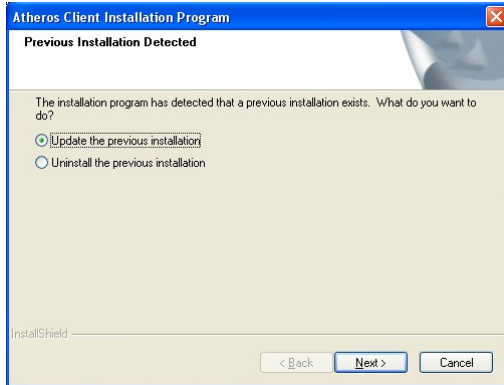 Atheros Client Installation Program
Previous Installation Detected
The installation program has detected that a previous installation exists. What do you want to
do?
Update the previous installation
Uninstall the previous installation
InstallShield
< Back
Next >
Cancel